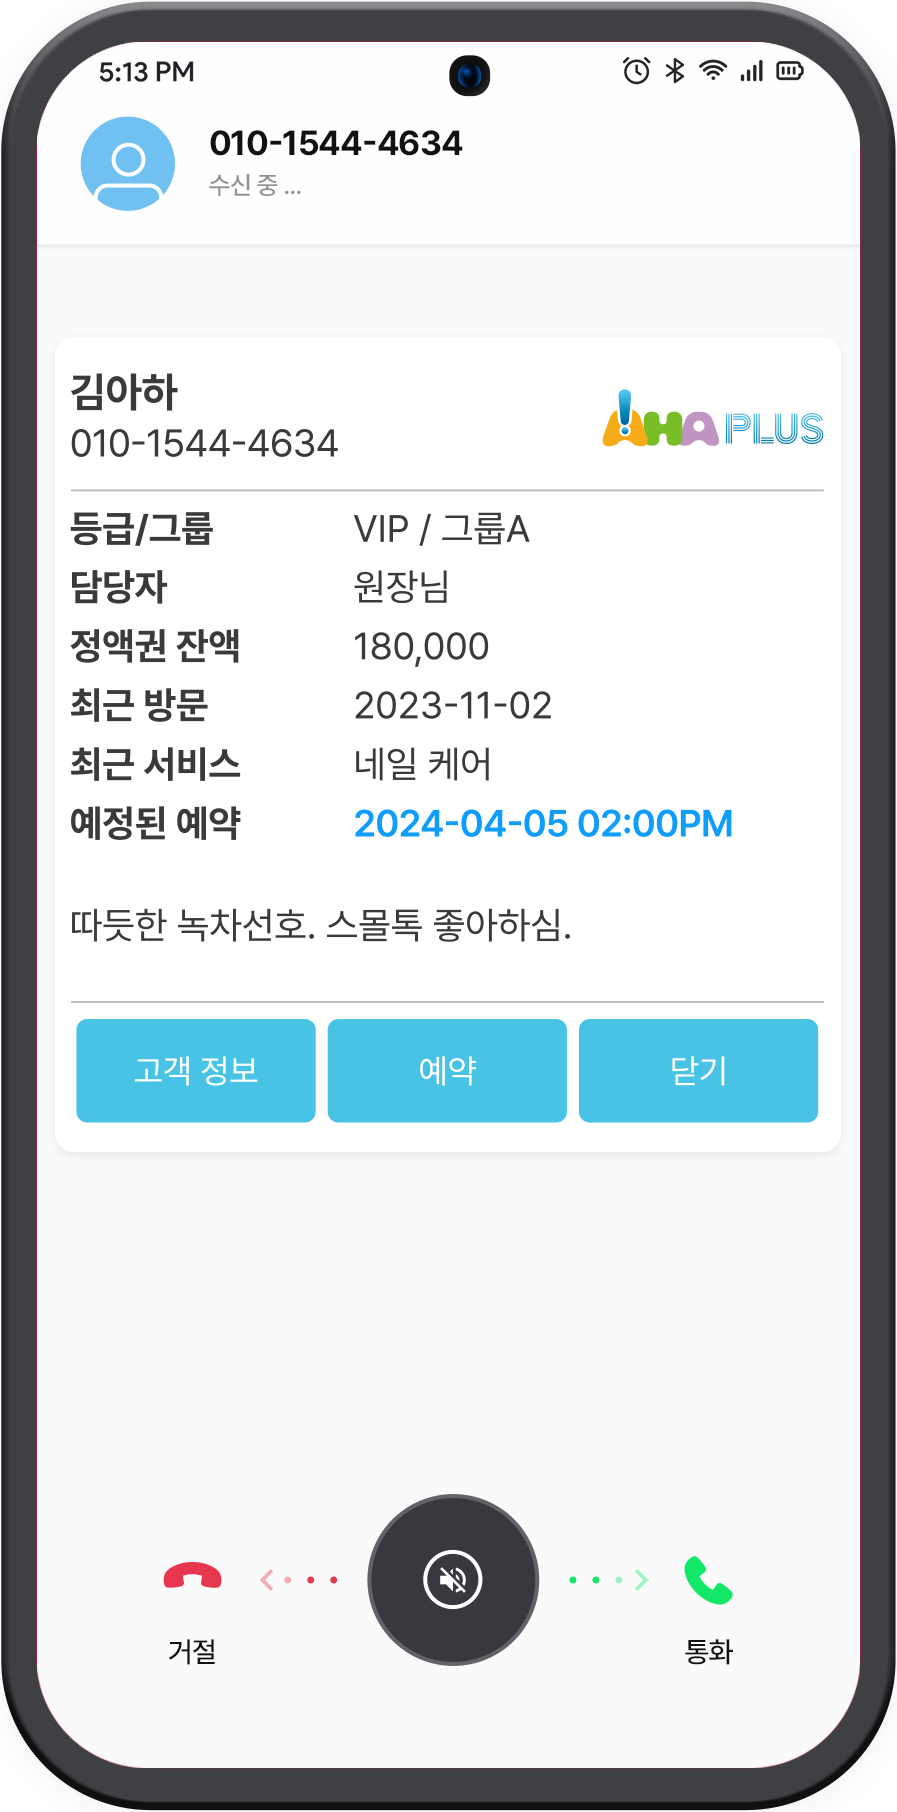 5:13 PM
010-1544-4634
수신 중 ...
김아하
010-1544-4634
AHA PLUS
등급/그룹 VIP / 그룹A
담당자 원장님
정액권 잔액 180,000
최근 방문 2023-11-02
최근 서비스 네일 케어
예정된 예약 2024-04-05 02:00PM
따듯한 녹차선호. 스몰톡 좋아하심.
고객 정보 예약 닫기
거절 통화